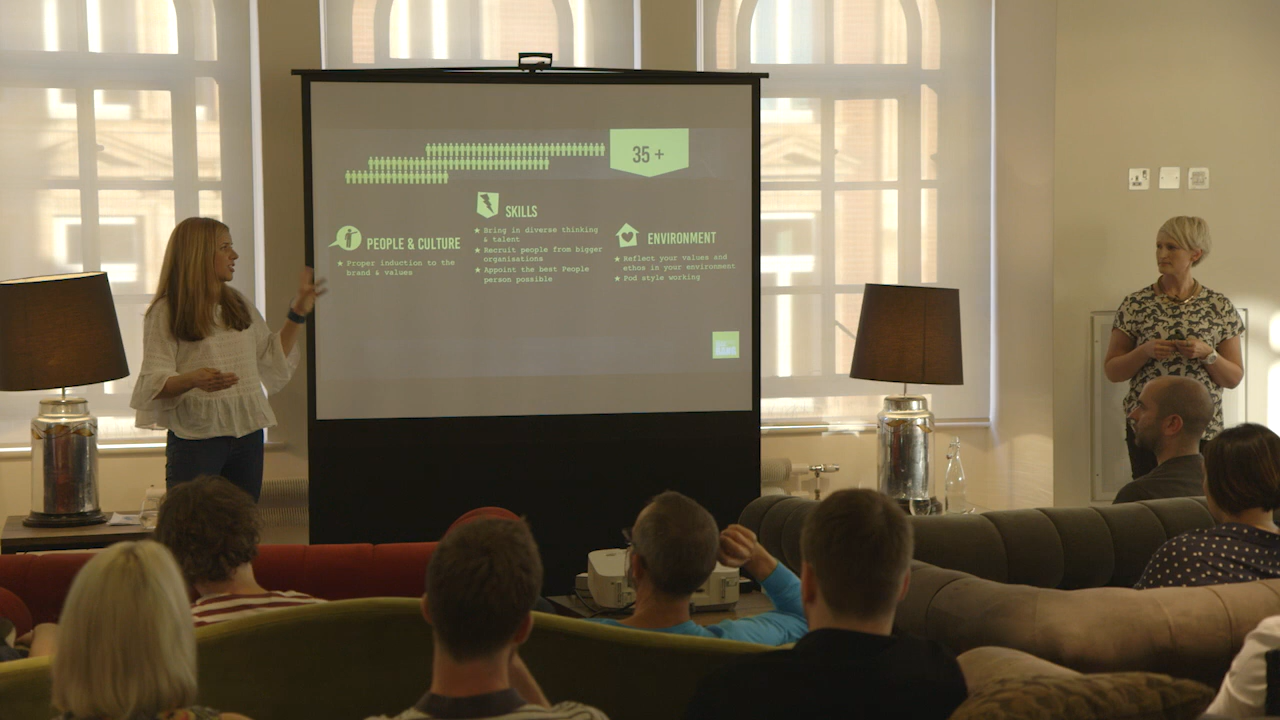 35 +
SKILLS
★ Bring in diverse thinking
& talent
★ Recruit people from bigger
organisations
★ Appoint the best People
person possible
PEOPLE & CULTURE
★ Proper induction to the
brand & values
ENVIRONMENT
★ Reflect your values and
ethos in your environment
★ Pod style working